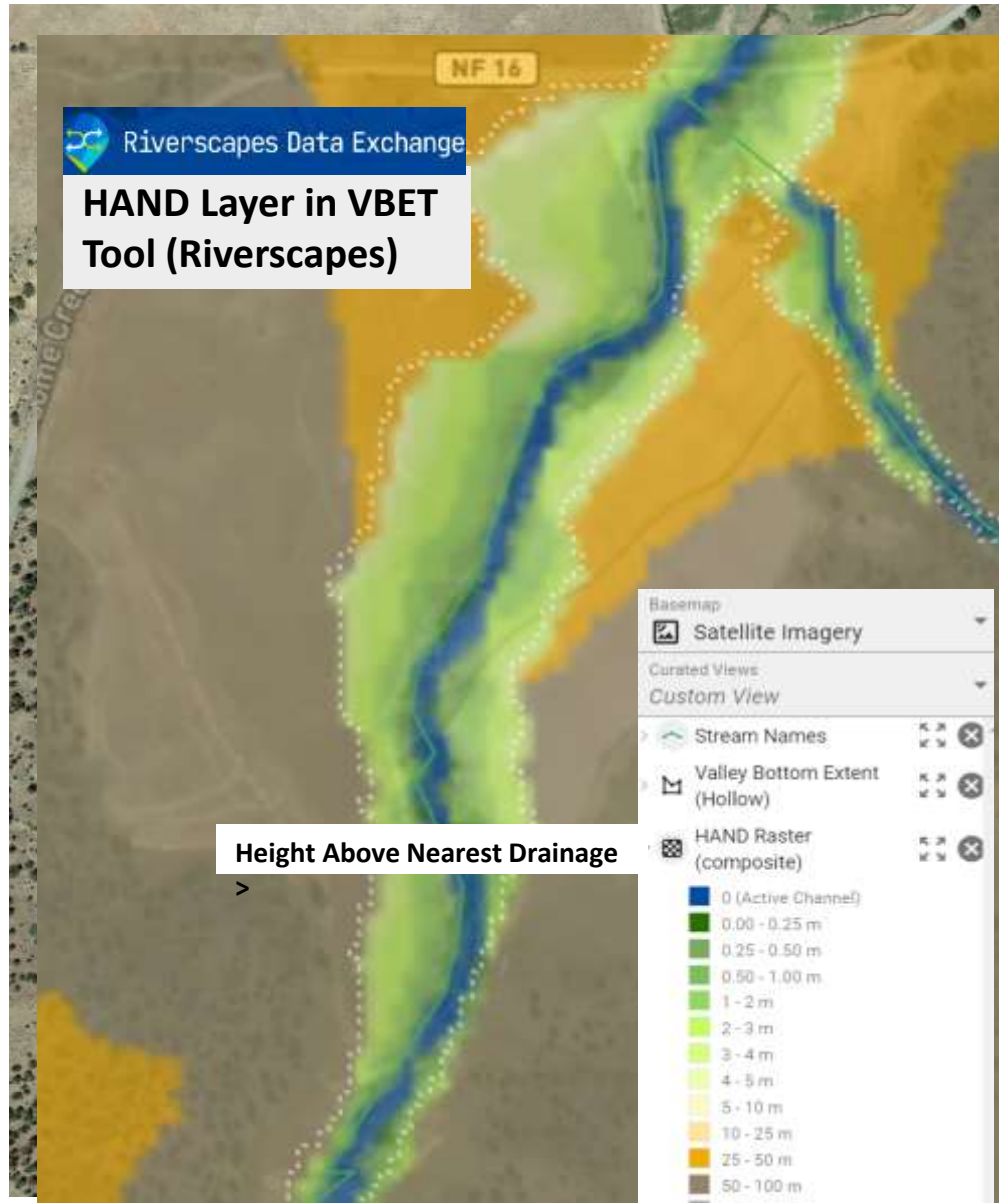 NF 16
Riverscapes Data Exchange
HAND Layer in VBET
Tool (Riverscapes)
Basemap
Satellite Imagery
Curated Views
Custom View
Stream Names
Valley Bottom Extent
(Hollow)
Height Above Nearest Drainage
>
HAND Raster
(composite)
0 (Active Channel)
0.00 - 0.25 m
0.25 - 0.50 m
0.50 - 1.00 m
1 - 2 m
2 - 3 m
3 - 4 m
4 - 5 m
5 - 10 m
10 - 25 m
25 - 50 m
50 - 100 m